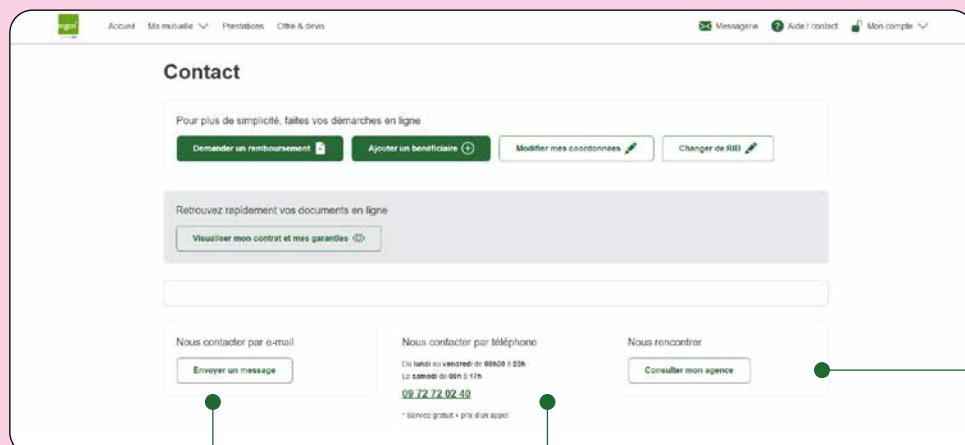 Accueil Ma mutuelle Prestations Offre & devis Messagerie Aide / contact Mon compte
Contact
Pour plus de simplicité, faites vos démarches en ligne
Demander un remboursement Ajouter un bénéficiaire Modifier mes coordonnées Changer de RIB
Retrouvez rapidement vos documents en ligne
Visualiser mon contrat et mes garanties
Nous contacter par e-mail Nous contacter par téléphone Nous rencontrer
Envoyer un message Du lundi au vendredi de à 20h Consulter mon agence
Le samedi de 09h à 17h
09 72 72 02 40
* Service gratuit + prix d'un appel